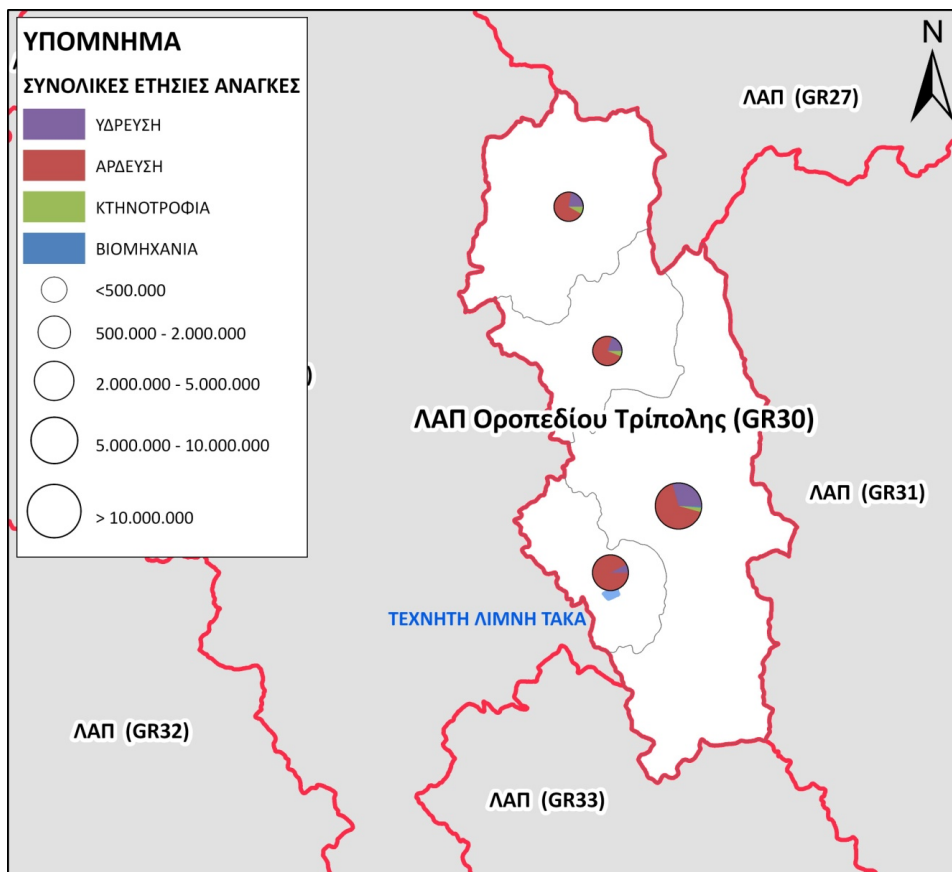 ΥΠΟΜΝΗΜΑ
ΣΥΝΟΛΙΚΕΣ ΕΤΗΣΙΕΣ ΑΝΑΓΚΕΣ
ΥΔΡΕΥΣΗ
ΑΡΔΕΥΣΗ
ΚΤΗΝΟΤΡΟΦΙΑ
ΒΙΟΜΗΧΑΝΙΑ
<500.000
500.000 - 2.000.000
2.000.000 - 5.000.000
5.000.000 - 10.000.000
> 10.000.000
N
ΛΑΠ (GR27)
ΛΑΠ Οροπεδίου Τρίπολης (GR30)
ΛΑΠ (GR31)
ΤΕΧΝΗΤΗ ΛΙΜΝΗ ΤΑΚΑ
ΛΑΠ (GR32)
ΛΑΠ (GR33)